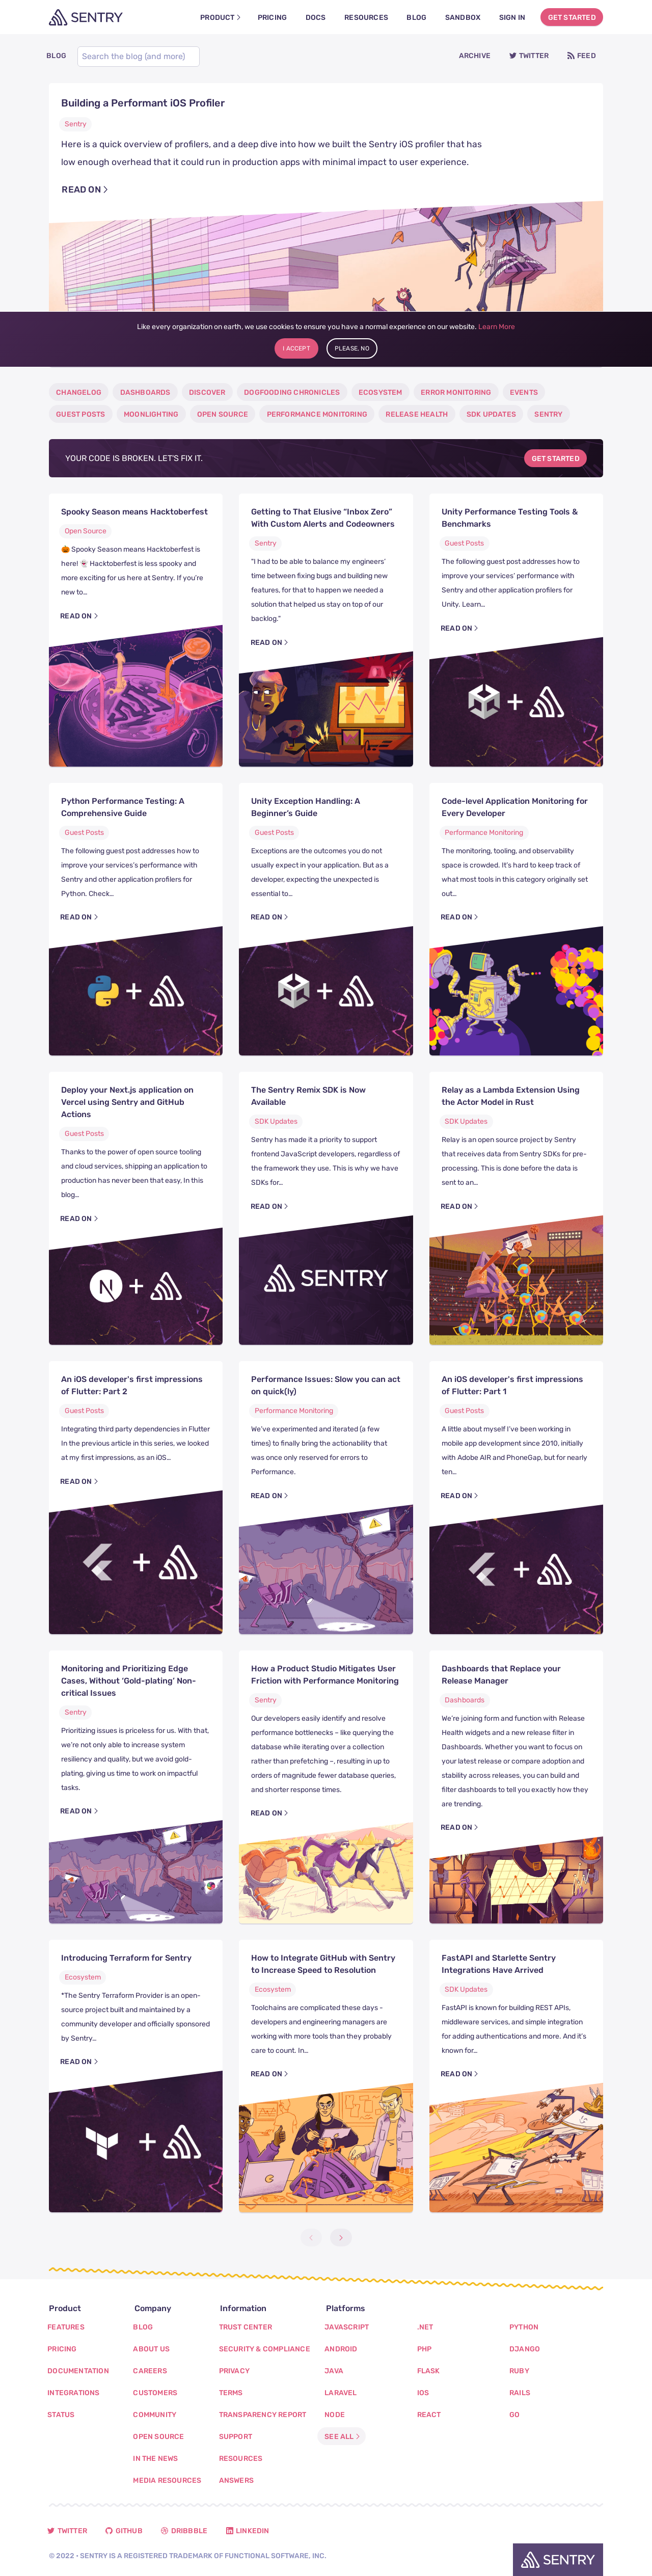 SENTRY
PRODUCT
PRICING
DOCS
RESOURCES
BLOG
SANDBOX
SIGN IN
GET STARTED
BLOG
Search the blog (and more)
ARCHIVE
TWITTER
FEED
Building a Performant iOS Profiler
Sentry
Here is a quick overview of profilers, and a deep dive into how we built the Sentry iOS profiler that has
low enough overhead that it could run in production apps with minimal impact to user experience.
READ ON
Like every organization on earth, we use cookies to ensure you have a normal experience on our website. Learn More
I ACCEPT
PLEASE, NO
CHANGELOG
DASHBOARDS
DISCOVER
DOGFOODING CHRONICLES
ECOSYSTEM
ERROR MONITORING
EVENTS
GUEST POSTS
MOONLIGHTING
OPEN SOURCE
PERFORMANCE MONITORING
RELEASE HEALTH
SDK UPDATES
SENTRY
YOUR CODE IS BROKEN. LET'S FIX IT.
GET STARTED
Spooky Season means Hacktoberfest
Open Source
🎃 Spooky Season means Hacktoberfest is
here! 👻 Hacktoberfest is less spooky and
more exciting for us here at Sentry. If you're
new to…
READ ON
Getting to That Elusive “Inbox Zero”
With Custom Alerts and Codeowners
Sentry
"I had to be able to balance my engineers'
time between fixing bugs and building new
features, for that to happen we needed a
solution that helped us stay on top of our
backlog."
READ ON
Unity Performance Testing Tools &
Benchmarks
Guest Posts
The following guest post addresses how to
improve your services' performance with
Sentry and other application profilers for
Unity. Learn…
READ ON
Python Performance Testing: A
Comprehensive Guide
Guest Posts
The following guest post addresses how to
improve your services's performance with
Sentry and other application profilers for
Python. Check…
READ ON
Unity Exception Handling: A
Beginner's Guide
Guest Posts
Exceptions are the outcomes you do not
usually expect in your application. But as a
developer, expecting the unexpected is
essential to…
READ ON
Code-level Application Monitoring for
Every Developer
Performance Monitoring
The monitoring, tooling, and observability
space is crowded. It's hard to keep track of
what most tools in this category originally set
out…
READ ON
Deploy your Next.js application on
Vercel using Sentry and GitHub
Actions
Guest Posts
Thanks to the power of open source tooling
and cloud services, shipping an application to
production has never been that easy. In this
blog…
READ ON
The Sentry Remix SDK is Now
Available
SDK Updates
Sentry has made it a priority to support
frontend JavaScript developers, regardless of
the framework they use. This is why we have
SDKs for…
READ ON
SENTRY
Relay as a Lambda Extension Using
the Actor Model in Rust
SDK Updates
Relay is an open source project by Sentry
that receives data from Sentry SDKs for pre-
processing. This is done before the data is
sent to an…
READ ON
An iOS developer's first impressions
of Flutter: Part 2
Guest Posts
Integrating third party dependencies in Flutter
In the previous article in this series, we looked
at my first impressions, as an iOS…
READ ON
Performance Issues: Slow you can act
on quick(ly)
Performance Monitoring
We've experimented and iterated (a few
times) to finally bring the actionability that
was once only reserved for errors to
Performance.
READ ON
An iOS developer's first impressions
of Flutter: Part 1
Guest Posts
A little about myself I've been working in
mobile app development since 2010, initially
with Adobe AIR and PhoneGap, but for nearly
ten…
READ ON
Monitoring and Prioritizing Edge
Cases, Without 'Gold-plating' Non-
critical Issues
Sentry
Prioritizing issues is priceless for us. With that,
we're not only able to increase system
resiliency and quality, but we avoid gold-
plating, giving us time to work on impactful
tasks.
READ ON
How a Product Studio Mitigates User
Friction with Performance Monitoring
Sentry
Our developers easily identify and resolve
performance bottlenecks – like querying the
database while iterating over a collection
rather than prefetching –, resulting in up to
orders of magnitude fewer database queries,
and shorter response times.
READ ON
Dashboards that Replace your
Release Manager
Dashboards
We're joining form and function with Release
Health widgets and a new release filter in
Dashboards. Whether you want to focus on
your latest release or compare adoption and
stability across releases, you can build and
filter dashboards to tell you exactly how they
are trending.
READ ON
Introducing Terraform for Sentry
Ecosystem
*The Sentry Terraform Provider is an open-
source project built and maintained by a
community developer and officially sponsored
by Sentry…
READ ON
How to Integrate GitHub with Sentry
to Increase Speed to Resolution
Ecosystem
Toolchains are complicated these days -
developers and engineering managers are
working with more tools than they probably
care to count. In…
READ ON
FastAPI and Starlette Sentry
Integrations Have Arrived
SDK Updates
FastAPI is known for building REST APIs,
middleware services, and simple integration
for adding authentications and more. And it's
known for…
READ ON
Product
FEATURES
PRICING
DOCUMENTATION
INTEGRATIONS
STATUS
Company
BLOG
ABOUT US
CAREERS
CUSTOMERS
COMMUNITY
OPEN SOURCE
IN THE NEWS
MEDIA RESOURCES
Information
TRUST CENTER
SECURITY & COMPLIANCE
PRIVACY
TERMS
TRANSPARENCY REPORT
SUPPORT
RESOURCES
ANSWERS
Platforms
JAVASCRIPT
ANDROID
JAVA
LARAVEL
NODE
SEE ALL
.NET
PHP
FLASK
IOS
REACT
PYTHON
DJANGO
RUBY
RAILS
GO
TWITTER
GITHUB
DRIBBBLE
LINKEDIN
© 2022 • SENTRY IS A REGISTERED TRADEMARK OF FUNCTIONAL SOFTWARE, INC.
SENTRY